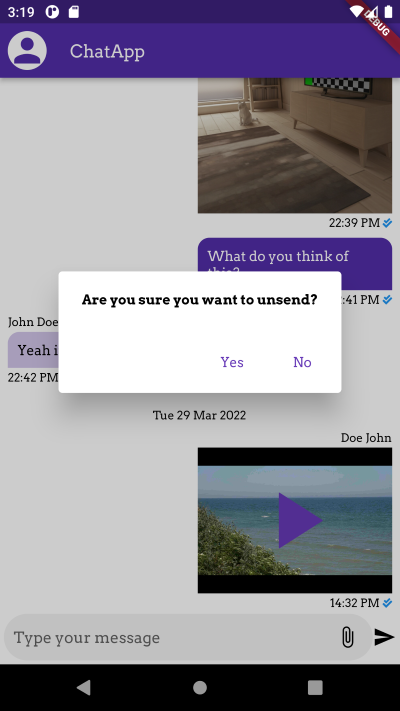 3:19
DEBUG
ChatApp
22:39 PM
What do you think of
this?
:41 PM
Are you sure you want to unsend?
John Doe
Yeah i
Yes No
22:42 PM
Tue 29 Mar 2022
Doe John
14:32 PM
Type your message